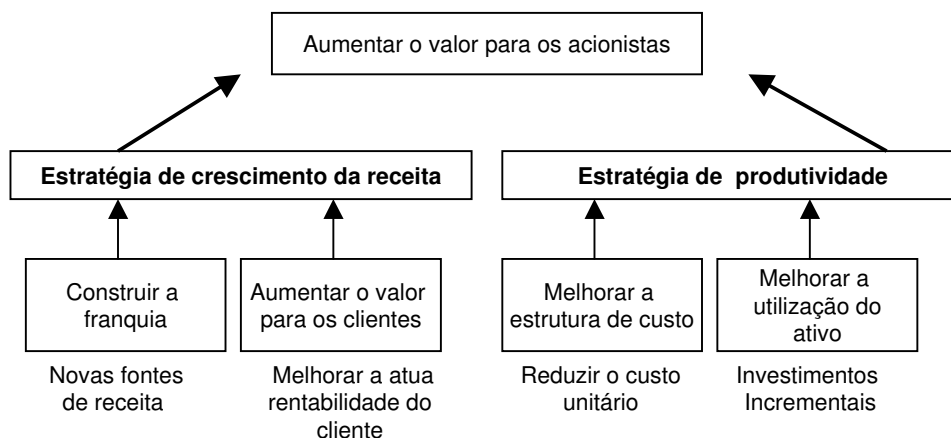 Aumentar o valor para os acionistas
Estratégia de crescimento da receita
Estratégia de produtividade
Construir a
franquia
Aumentar o valor
para os clientes
Melhorar a
estrutura de custo
Melhorar a
utilização do
ativo
Novas fontes
de receita
Melhorar a atua
rentabilidade do
cliente
Reduzir o custo
unitário
Investimentos
Incrementais